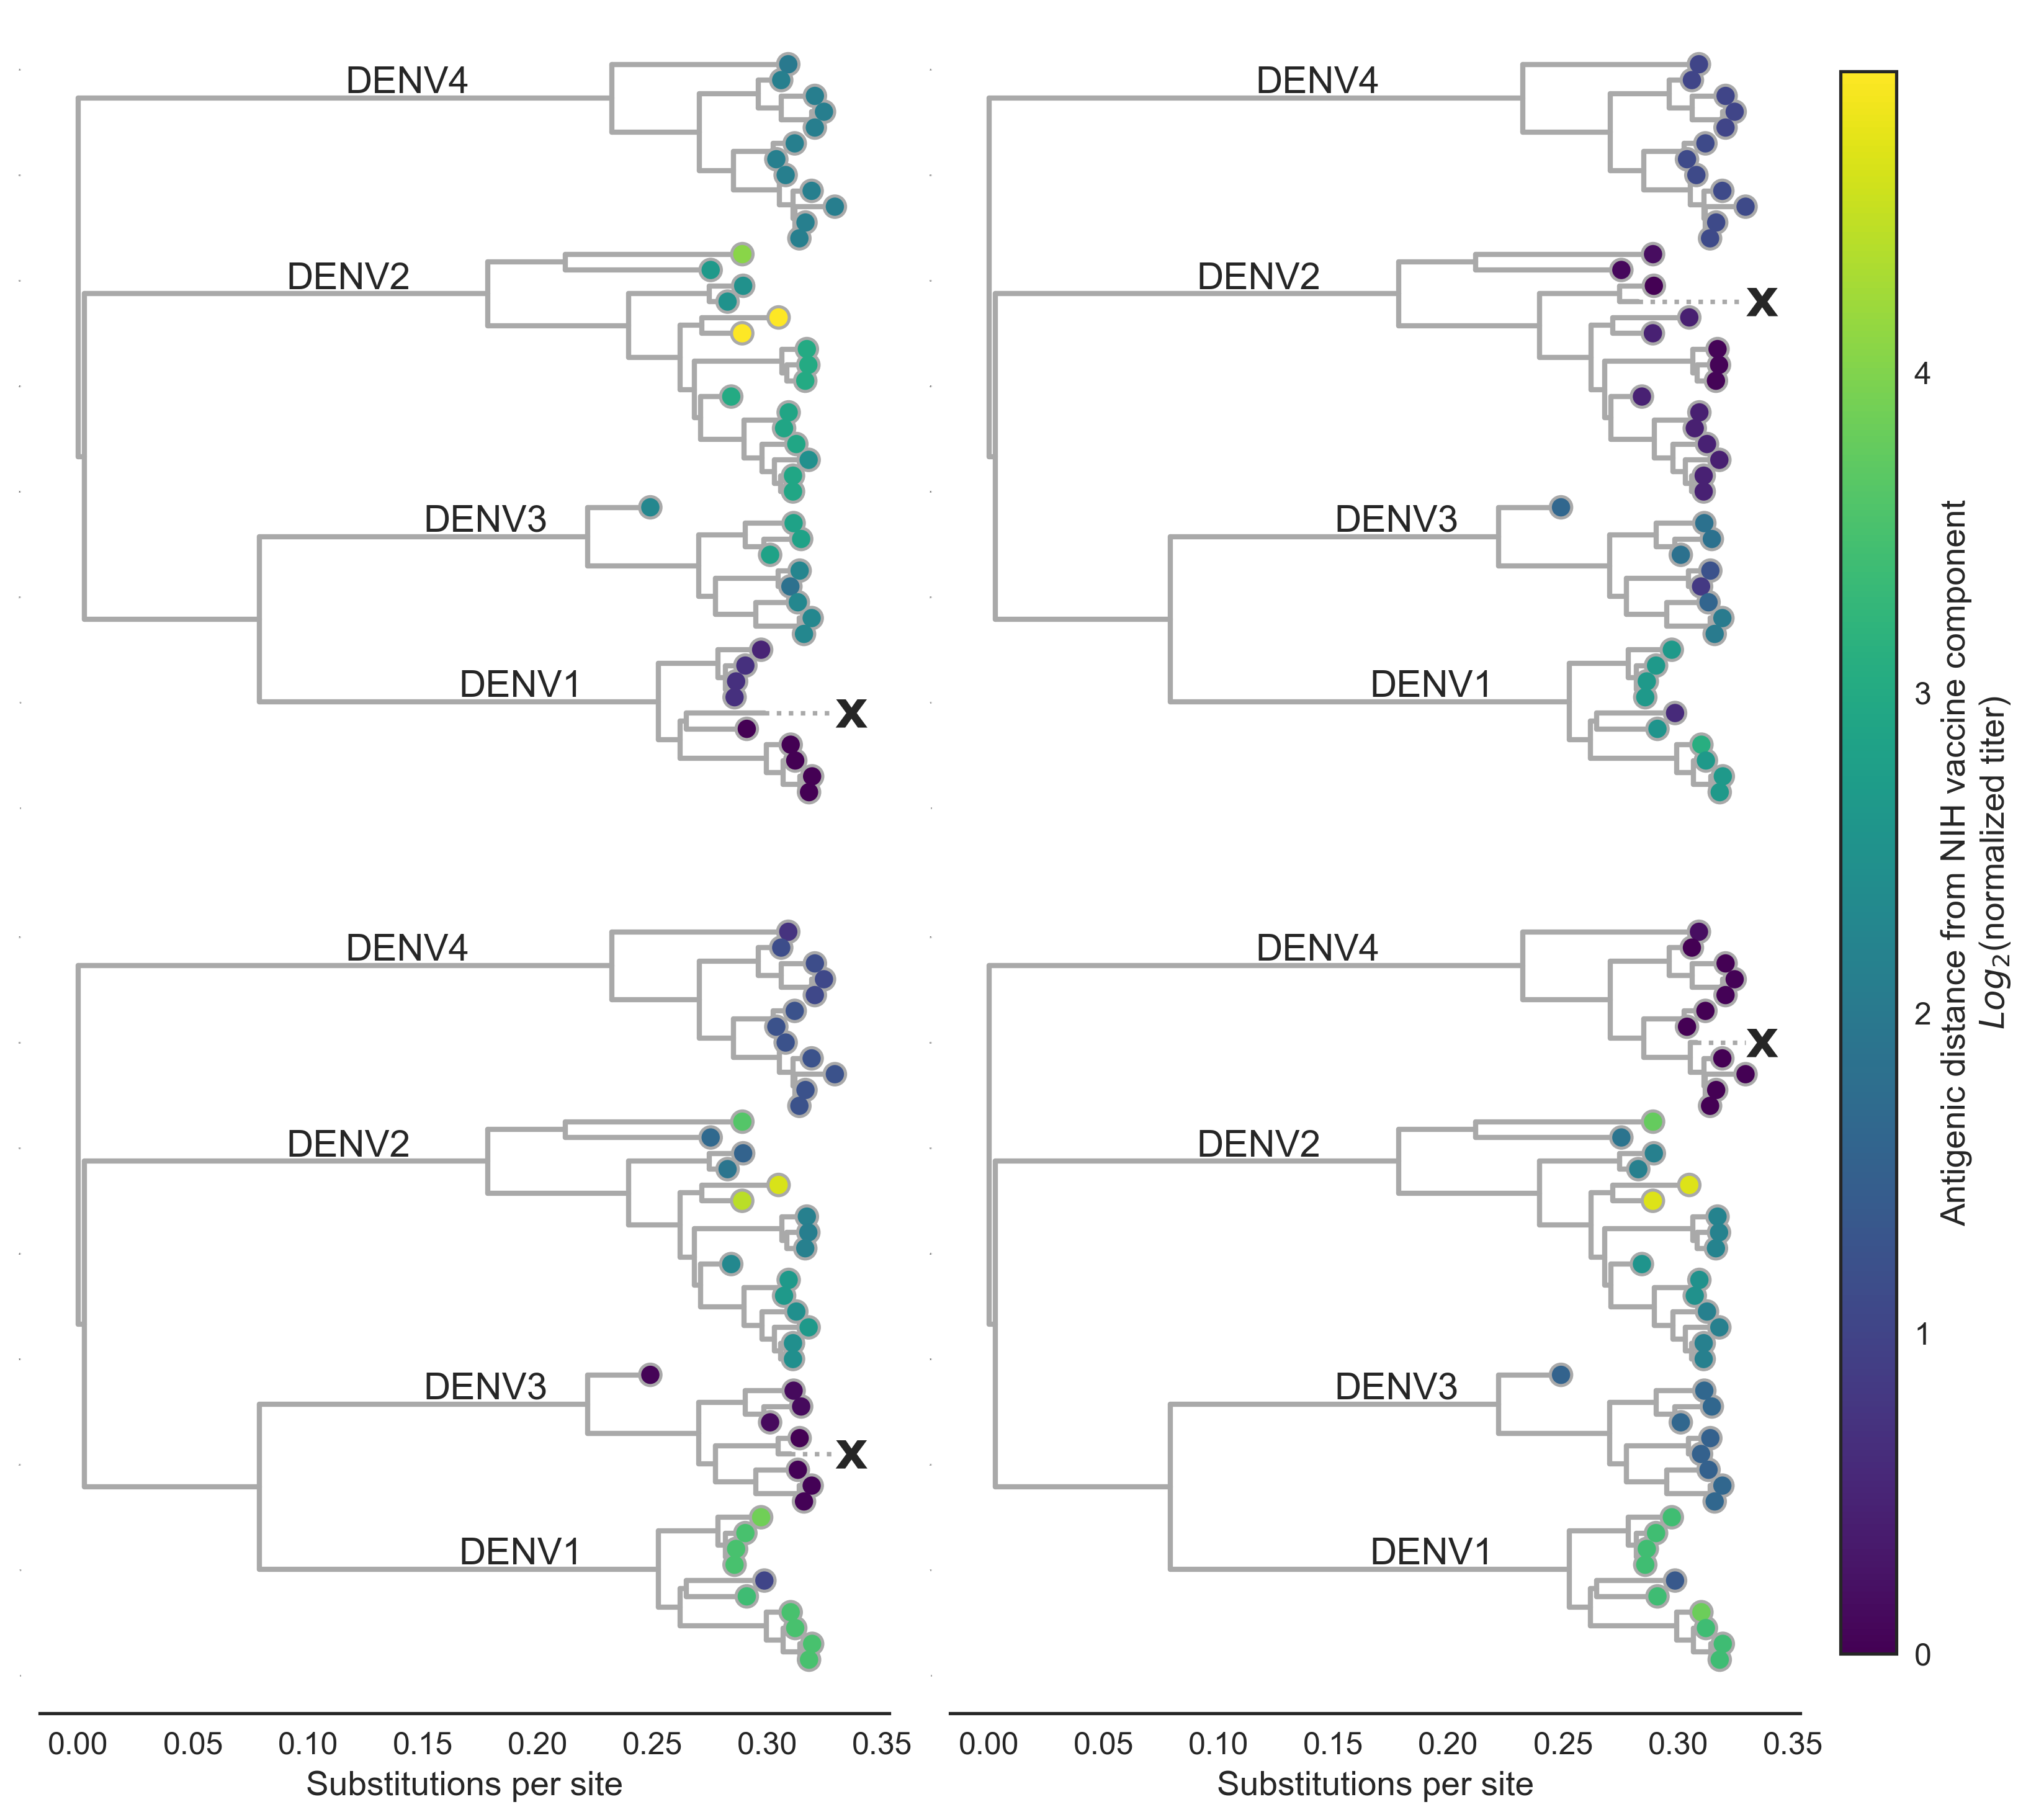 DENV4
DENV2
DENV3
DENV1
x
DENV4
DENV2
x
DENV3
DENV1
DENV4
DENV2
DENV3
x
DENV1
DENV4
x
DENV2
DENV3
DENV1
0.00 0.05 0.10 0.15 0.20 0.25 0.30 0.35
Substitutions per site
0.00 0.05 0.10 0.15 0.20 0.25 0.30 0.35
Substitutions per site
4
3
2
1
0
Antigenic distance from NIH vaccine component
Log₂(normalized titer)